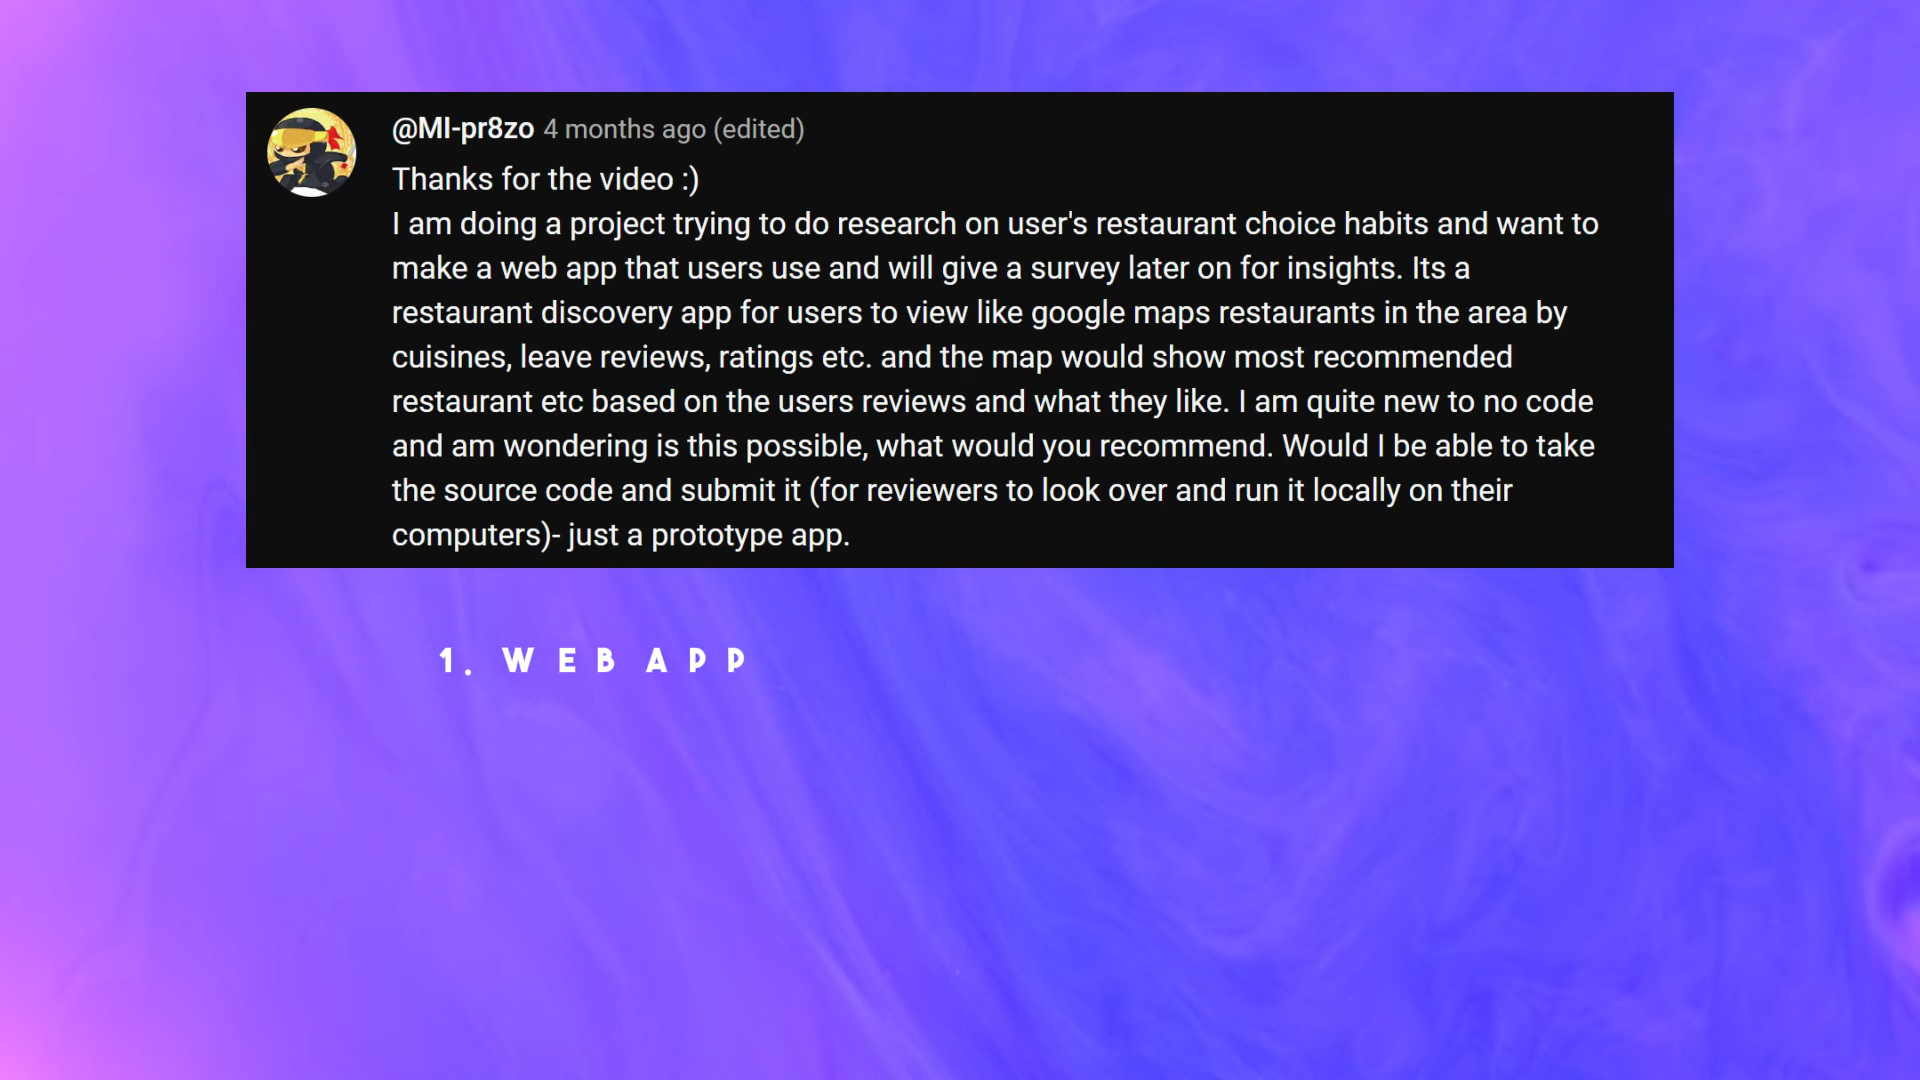 @MI-pr8zo 4 months ago (edited)
Thanks for the video :)
I am doing a project trying to do research on user's restaurant choice habits and want to
make a web app that users use and will give a survey later on for insights. Its a
restaurant discovery app for users to view like google maps restaurants in the area by
cuisines, leave reviews, ratings etc. and the map would show most recommended
restaurant etc based on the users reviews and what they like. I am quite new to no code
and am wondering is this possible, what would you recommend. Would I be able to take
the source code and submit it (for reviewers to look over and run it locally on their
computers)- just a prototype app.
1. WEB APP